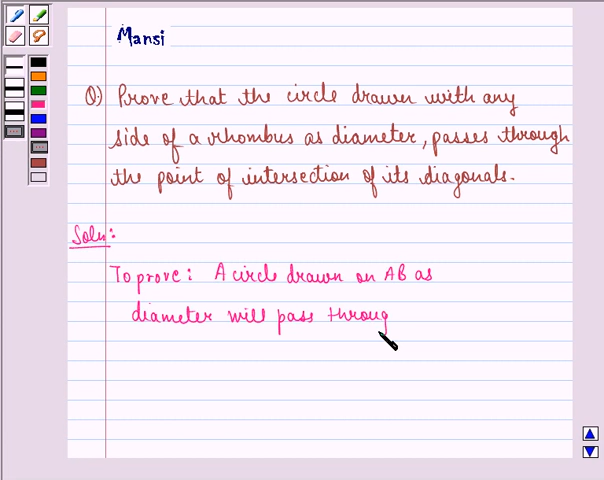 Mansi
Q.) Prove that the circle drawn with any
side of a rhombus as diameter, passes through
the point of intersection of its diagonals.
Soln:
To prove: A circle drawn on AB as
diameter will pass throug